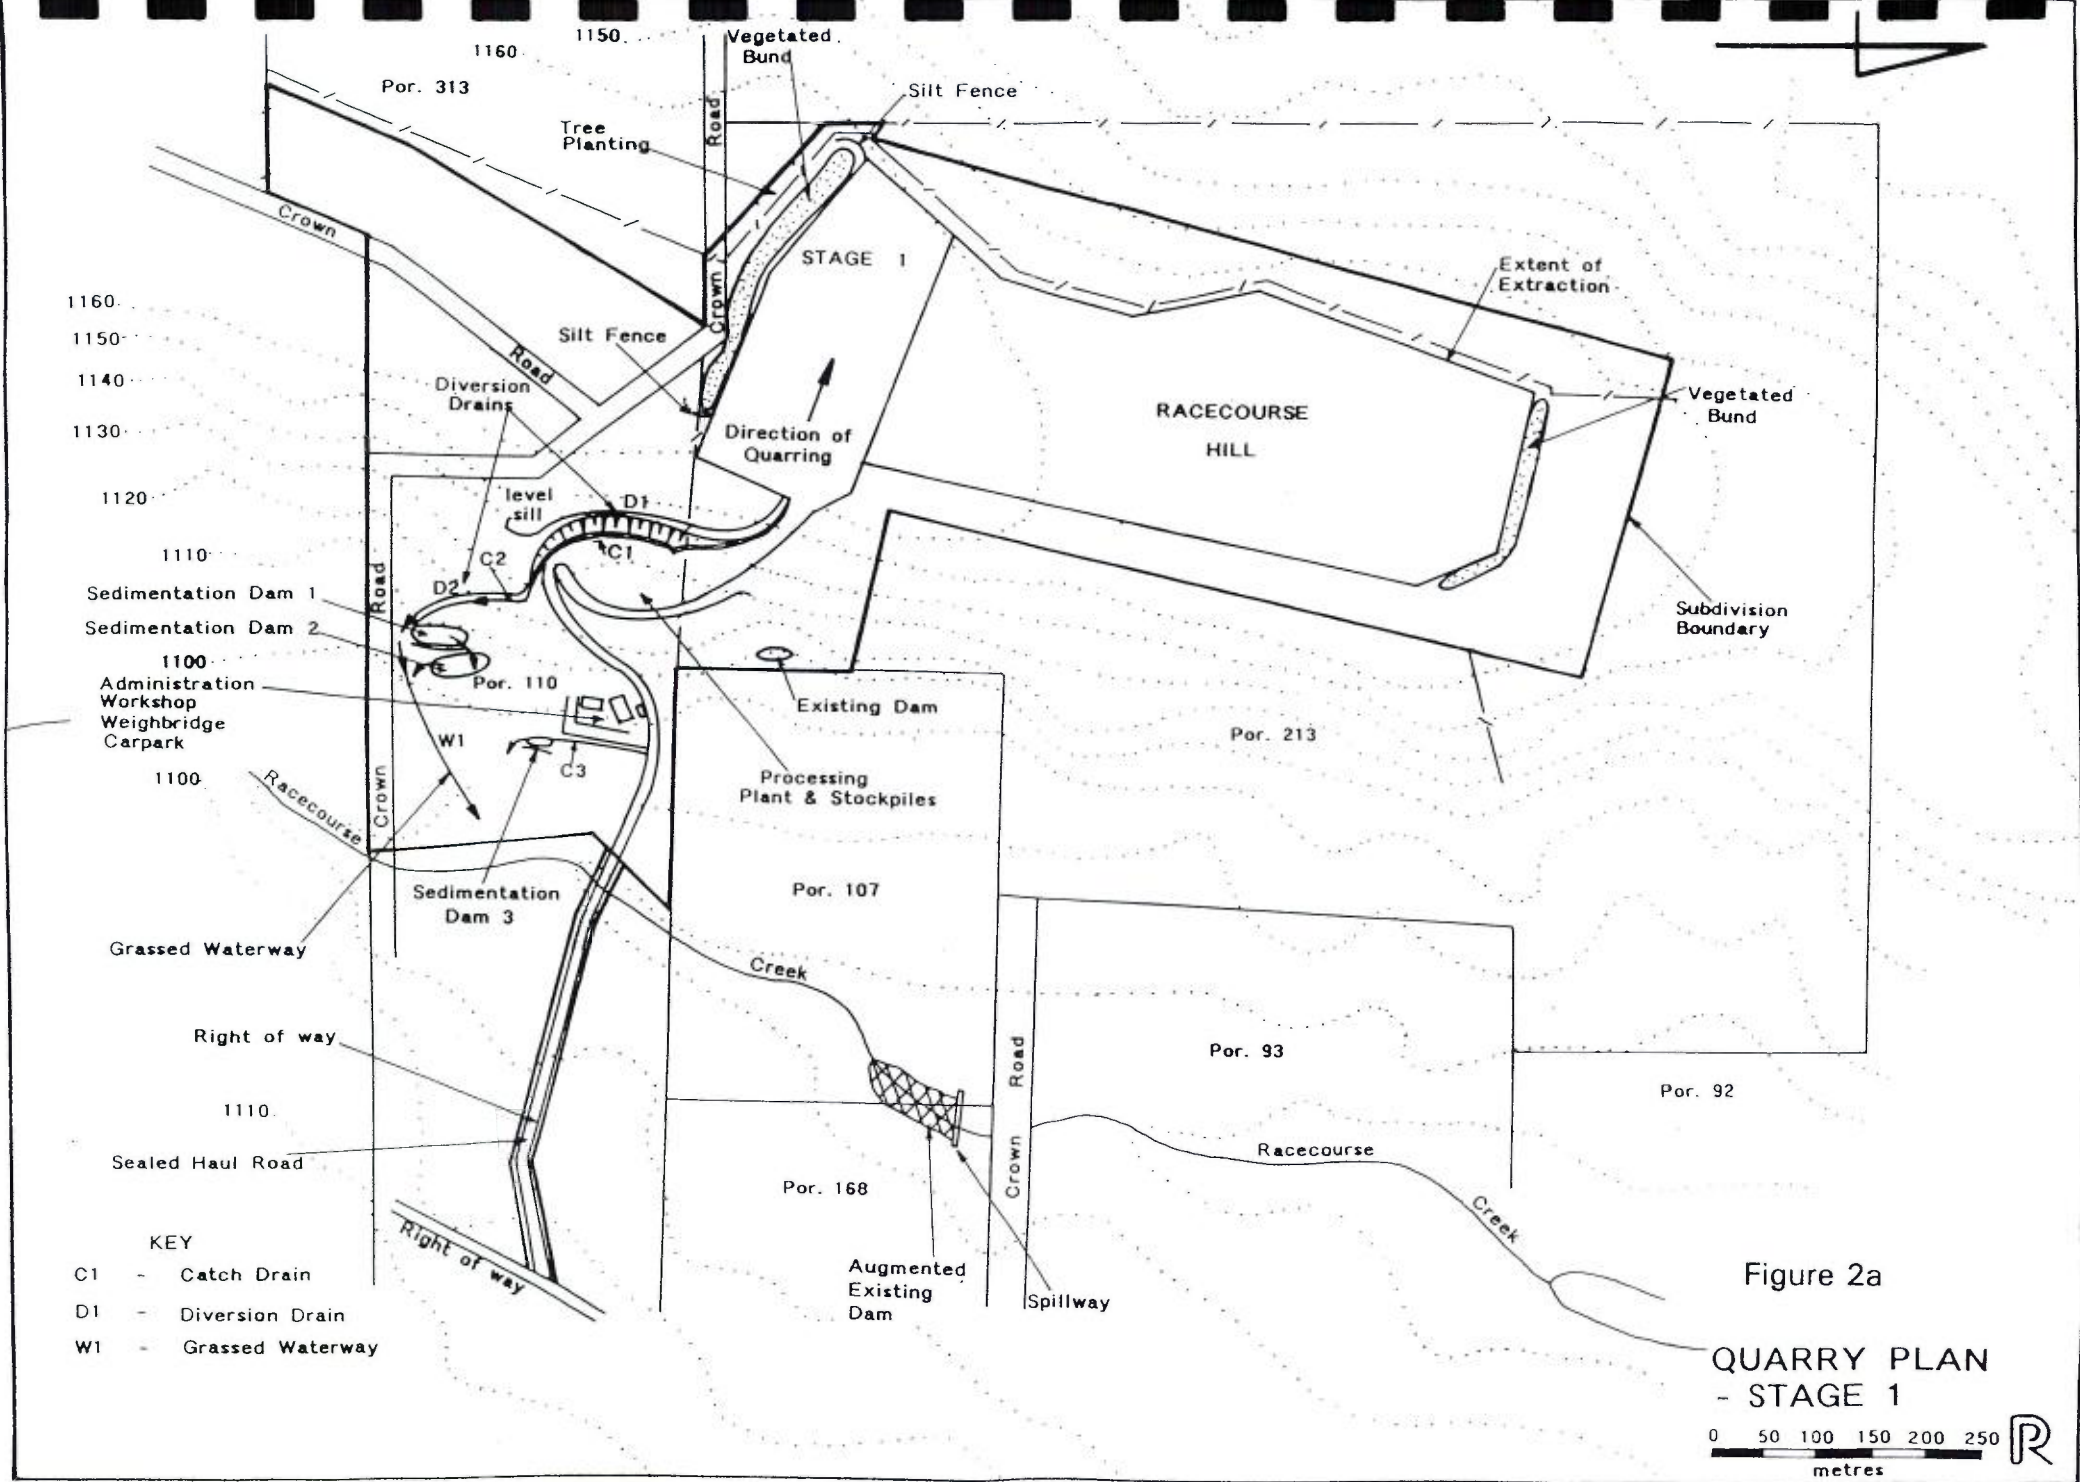 1150
1160
Vegetated
Bund
Por. 313
Silt Fence
Road
Tree
Planting
Crown
STAGE 1
Extent of
Extraction
Crown
1160
1150
Silt Fence
Road
1140
Diversion
Drains
Vegetated
Bund
RACECOURSE
HILL
1130
Direction of
Quarring
1120
level
sill
D1
1110
C2
C1
D2
Road
Sedimentation Dam 1
Sedimentation Dam 2
Subdivision
Boundary
1100
Administration
Workshop
Weighbridge
Carpark
Por. 110
Existing Dam
Por. 213
W1
C3
1100
Racecourse
Crown
Processing
Plant & Stockpiles
Sedimentation
Dam 3
Por. 107
Grassed Waterway
Creek
Right of way
Road
Por. 93
Por. 92
1110
Sealed Haul Road
Crown
Racecourse
Por. 168
Creek
Right of way
KEY
C1 - Catch Drain
D1 - Diversion Drain
W1 - Grassed Waterway
Augmented
Existing
Dam
Spillway
Figure 2a
QUARRY PLAN
- STAGE 1
0 50 100 150 200 250
metres
R